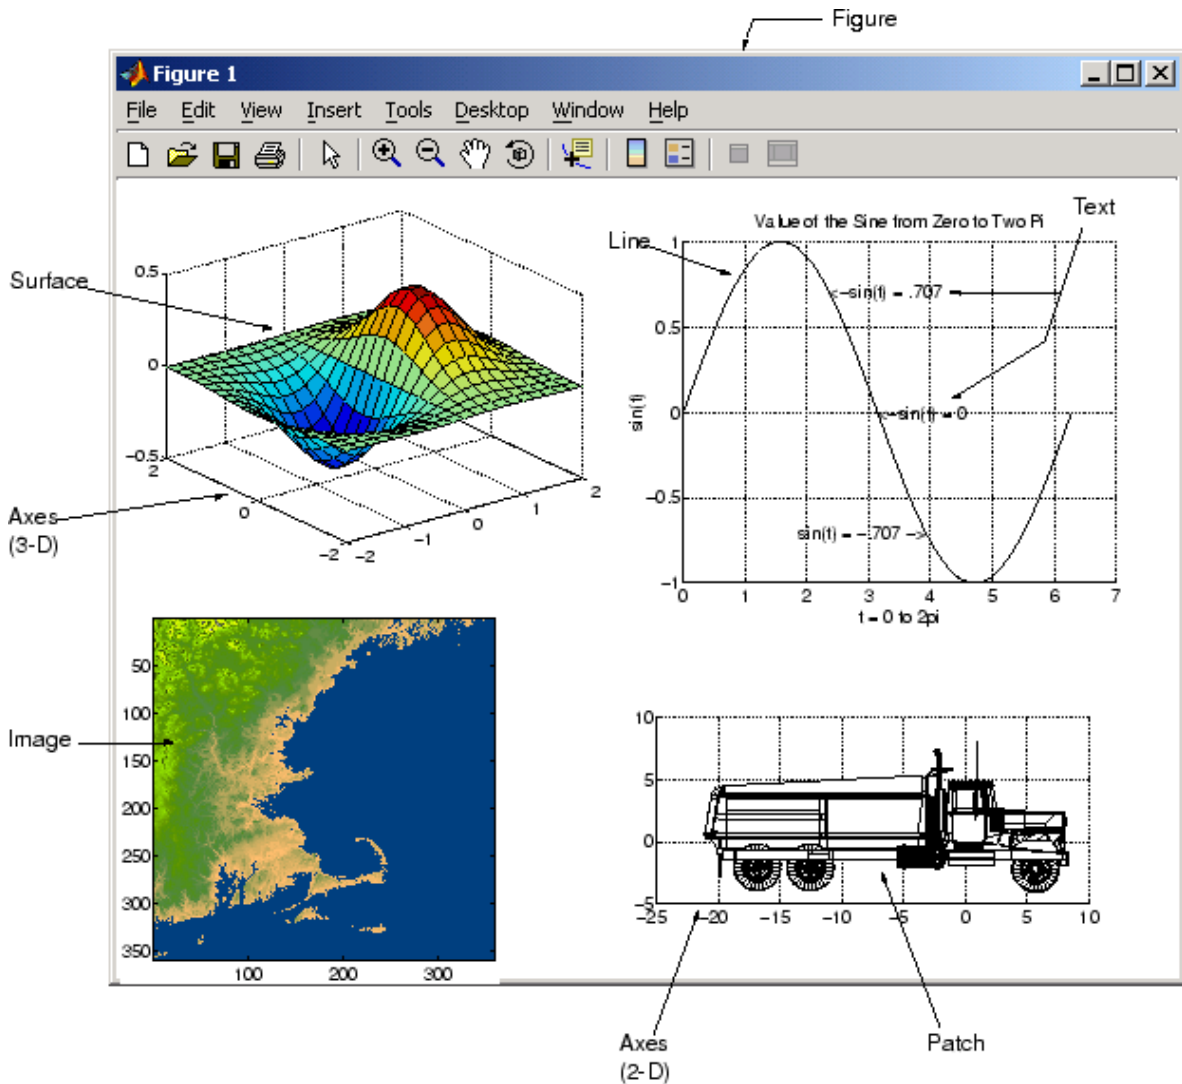 Figure
Figure 1
File Edit View Insert Tools Desktop Window Help
Surface
0.5
0
−0.5
2
0
−2
−2
−1
0
1
2
Axes
(3-D)
Text
Value of the Sine from Zero to Two Pi
Line
1
0.5
0
−0.5
−1
sin(t)
<−sin(t) = .707
<−sin(t) = 0
sin(t) = −.707 −>
0 1 2 3 4 5 6 7
t = 0 to 2pi
Image
50
100
150
200
250
300
350
100 200 300
10
5
0
−5
−25 −20 −15 −10 −5 0 5 10
Axes
(2-D)
Patch